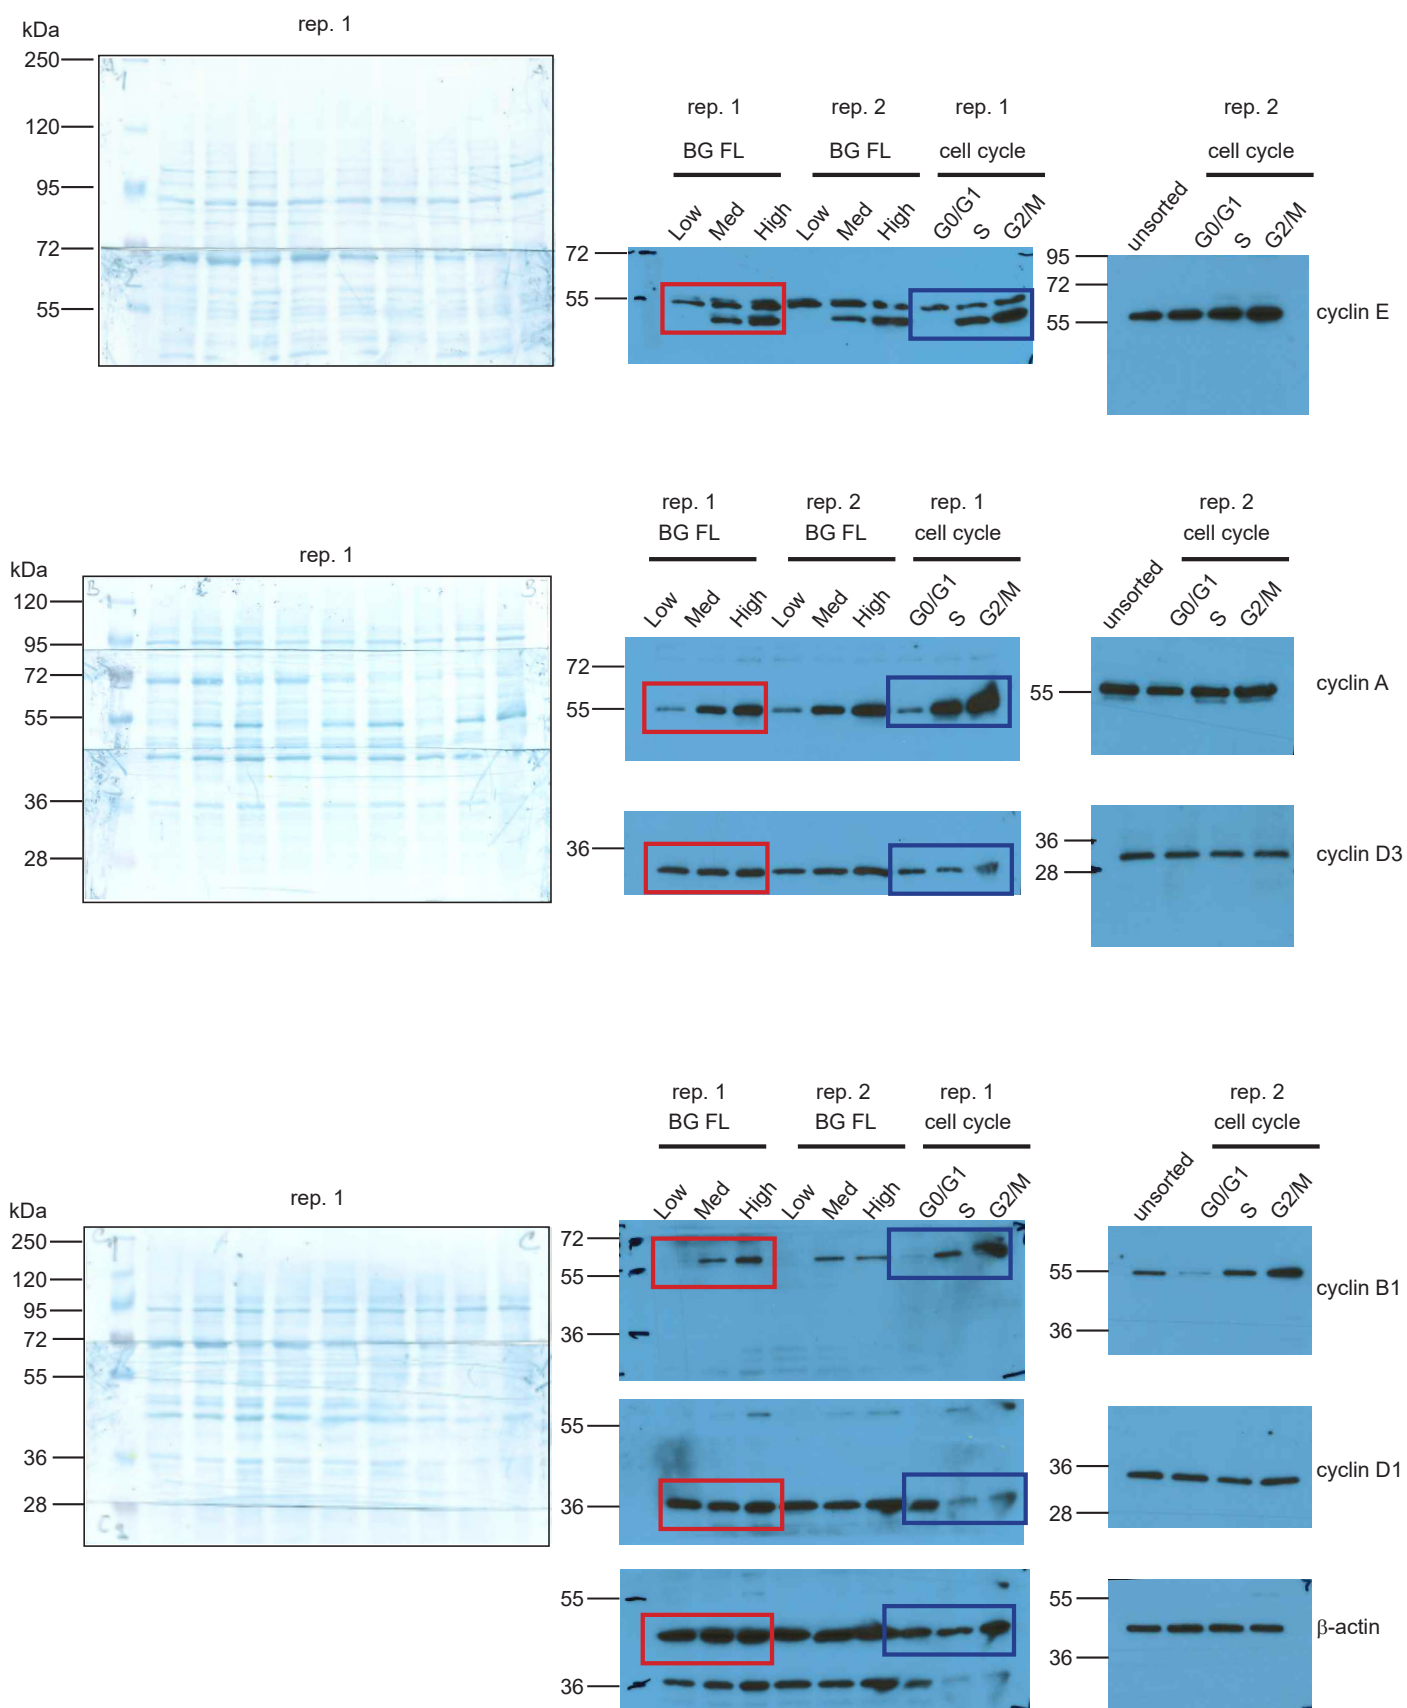 rep. 1
kDa
250
120
95
72
55
rep. 1
rep. 2
rep. 1
BG FL
BG FL
cell cycle
Low
Med
High
Low
Med
High
G0/G1
S
G2/M
72
55
rep. 2
cell cycle
unsorted
G0/G1
S
G2/M
95
72
55
cyclin E
rep. 1
kDa
120
95
72
55
36
28
B
rep. 1
rep. 2
rep. 1
BG FL
BG FL
cell cycle
Low
Med
High
Low
Med
High
G0/G1
S
G2/M
72
55
rep. 2
cell cycle
unsorted
G0/G1
S
G2/M
55
cyclin A
36
36
28
cyclin D3
rep. 1
kDa
250
120
95
72
55
36
28
C
rep. 1
rep. 2
rep. 1
BG FL
BG FL
cell cycle
Low
Med
High
Low
Med
High
G0/G1
S
G2/M
72
55
36
rep. 2
cell cycle
unsorted
G0/G1
S
G2/M
55
36
cyclin B1
55
36
36
28
cyclin D1
55
36
55
36
β-actin